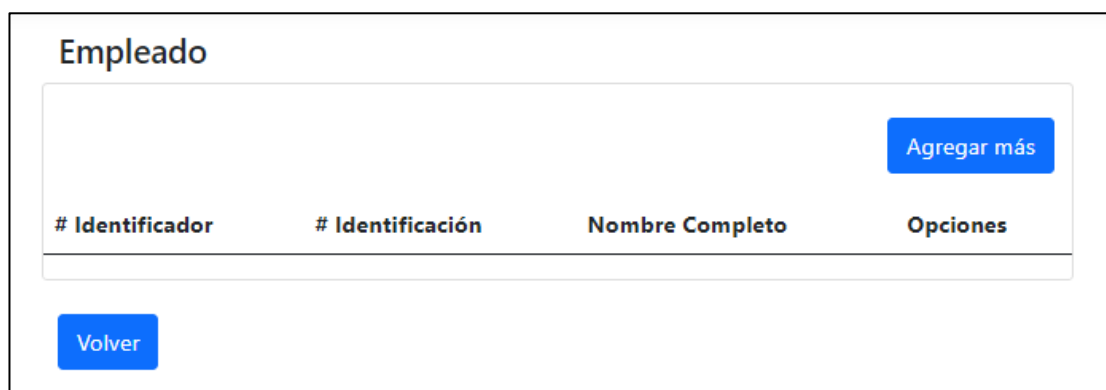 Empleado
Agregar más
# Identificador # Identificación Nombre Completo Opciones
Volver